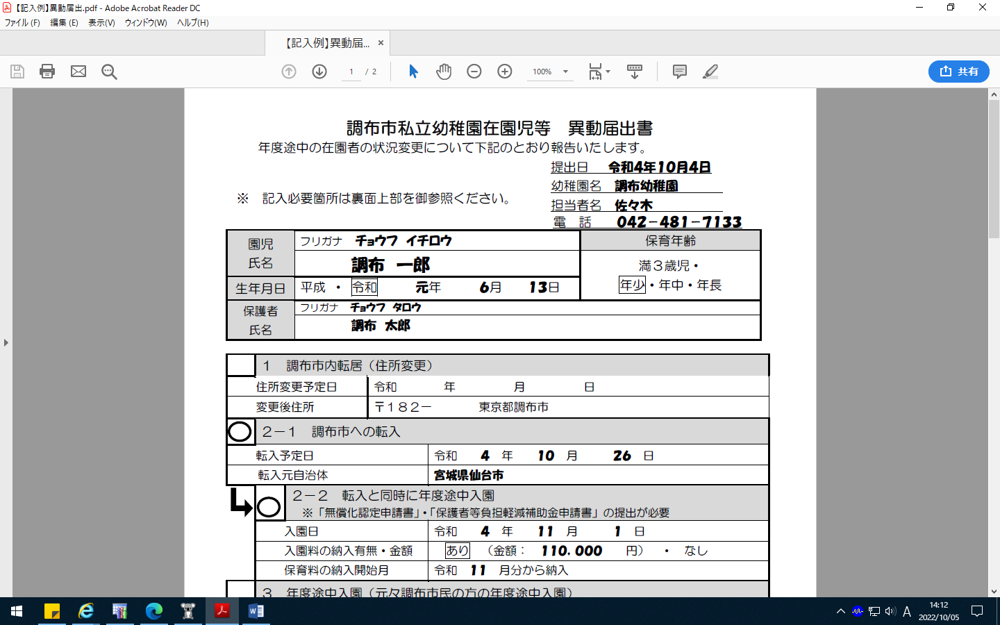 【記入例】異動届出.pdf - Adobe Acrobat Reader DC
ファイル(F) 編集(E) 表示(V) ウィンドウ(W) ヘルプ(H)
【記入例】異動届... ×
1 / 2 100% 共有
調布市私立幼稚園在園児等 異動届出書
年度途中の在園者の状況変更について下記のとおり報告いたします。
提出日 令和4年10月4日
幼稚園名 調布幼稚園
※ 記入必要箇所は裏面上部を御参照ください。
担当者名 佐々木
電 話 042－481－7133
園児氏名 フリガナ チョウフ イチロウ 保育年齢
調布 一郎 満3歳児・
年少・年中・年長
生年月日 平成 ・ 令和 元年 6月 13日
保護者氏名 フリガナ チョウフ タロウ
調布 太郎
1 調布市内転居（住所変更）
住所変更予定日 令和 年 月 日
変更後住所 〒182－ 東京都調布市
○ 2－1 調布市への転入
転入予定日 令和 4 年 10 月 26 日
転入元自治体 宮城県仙台市
○ 2－2 転入と同時に年度途中入園
※「無償化認定申請書」・「保護者等負担軽減補助金申請書」の提出が必要
入園日 令和 4 年 11 月 1 日
入園料の納入有無・金額 あり （金額： 110.000 円） ・ なし
保育料の納入開始月 令和 11 月分から納入
3 年度途中入園（元々調布市民の方の年度途中入園）
A 14:12
2022/10/05